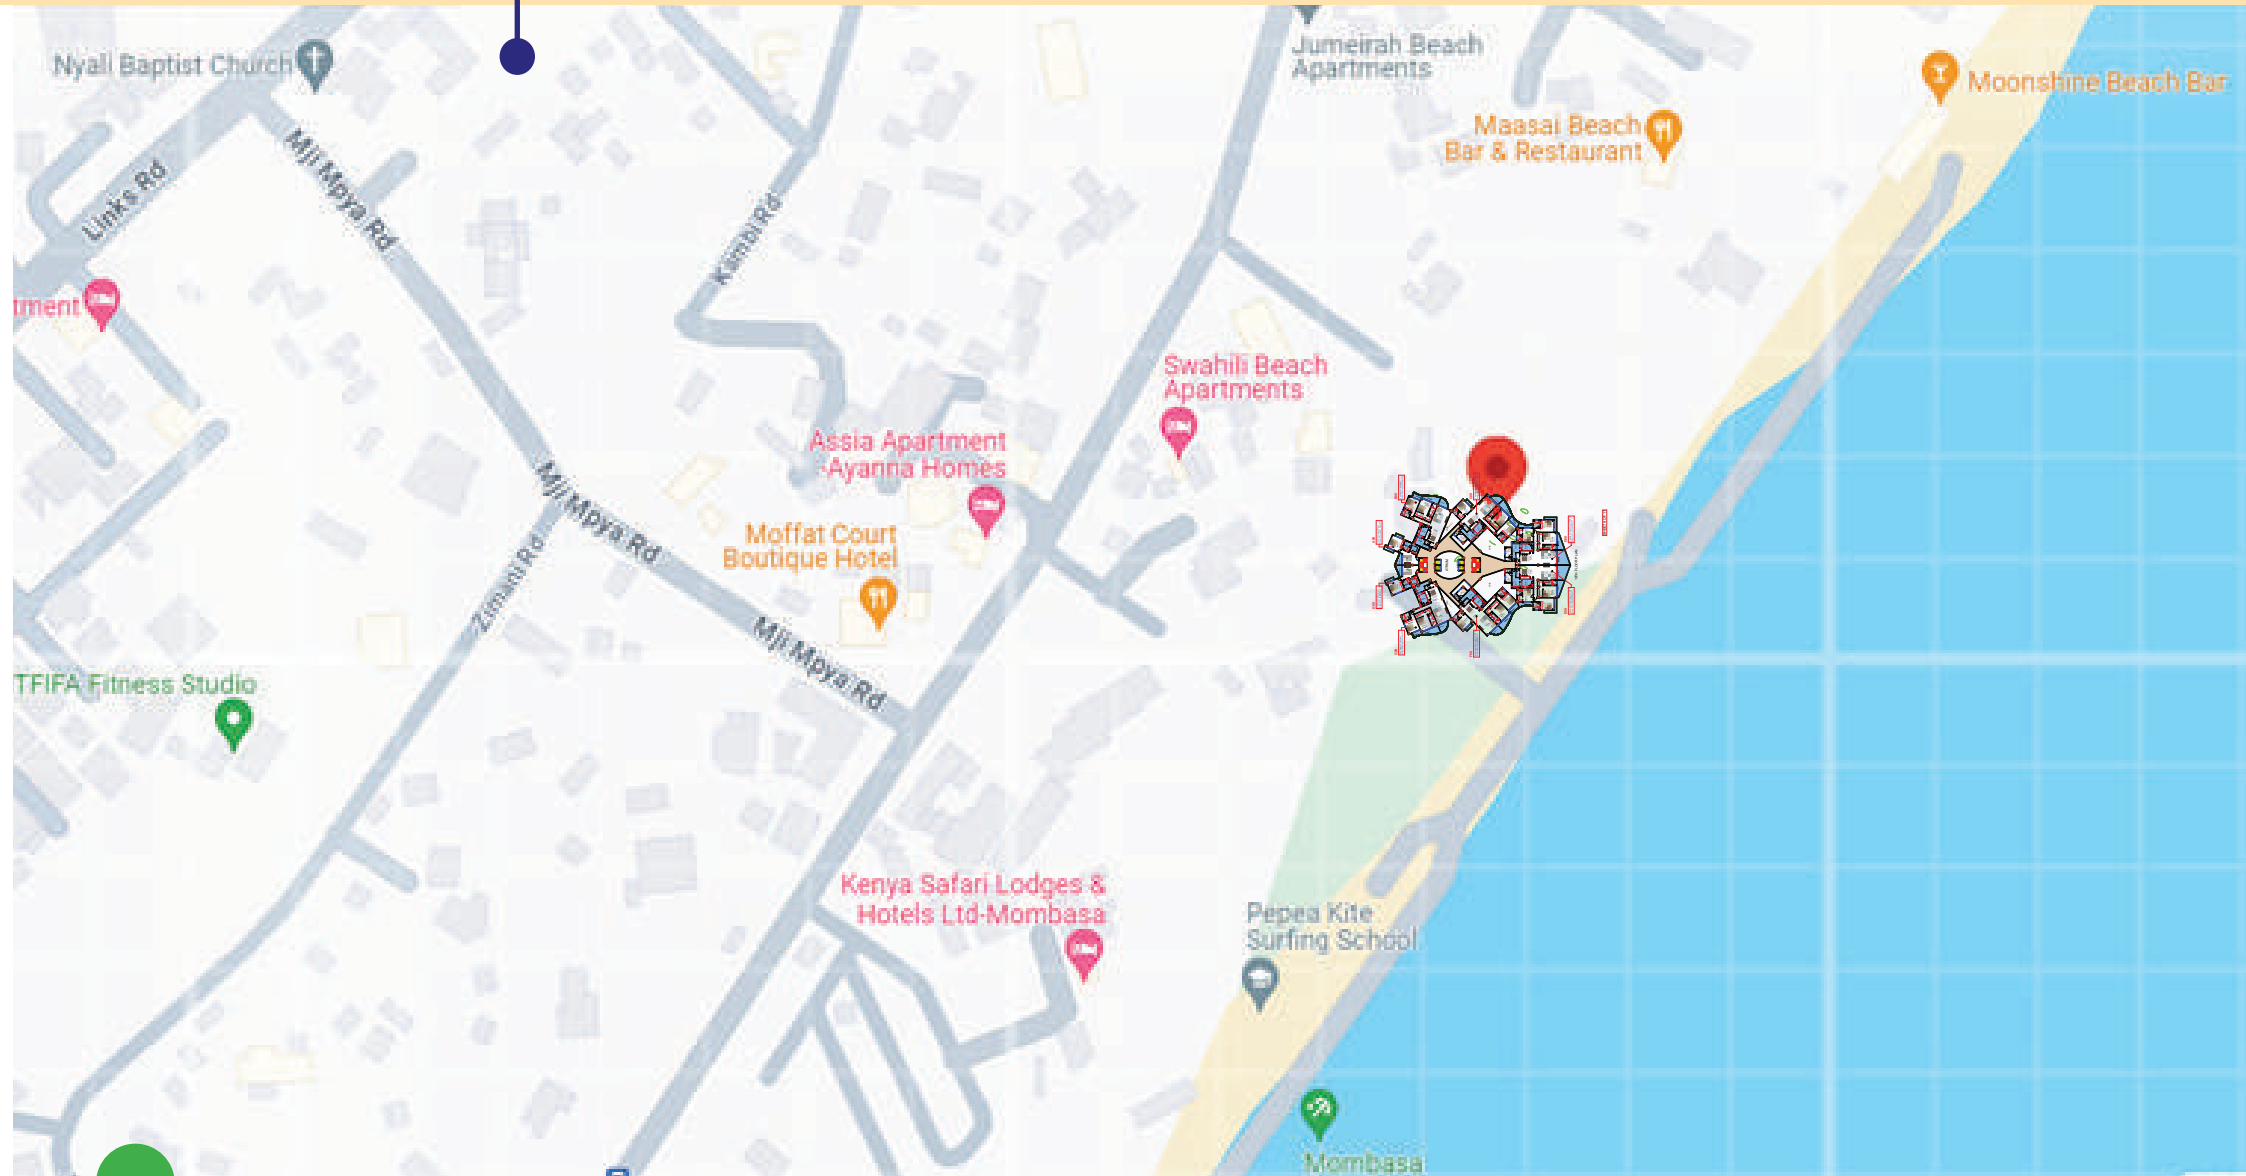 Nyali Baptist Church
Jumeirah Beach
Apartments
Moonshine Beach Bar
Maasai Beach
Bar & Restaurant
Links Rd
Mji Mpya Rd
Kambi Rd
tment
Swahili Beach
Apartments
Assia Apartment
-Ayanna Homes
Mji Mpya Rd
Moffat Court
Boutique Hotel
Zimani Rd
Mji Mpya Rd
TFIFA Fitness Studio
Kenya Safari Lodges &
Hotels Ltd-Mombasa
Pepea Kite
Surfing School
Mombasa